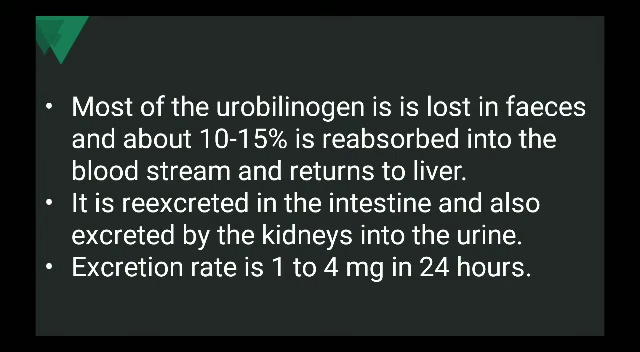 • Most of the urobilinogen is is lost in faeces
and about 10-15% is reabsorbed into the
blood stream and returns to liver.
• It is reexcreted in the intestine and also
excreted by the kidneys into the urine.
• Excretion rate is 1 to 4 mg in 24 hours.